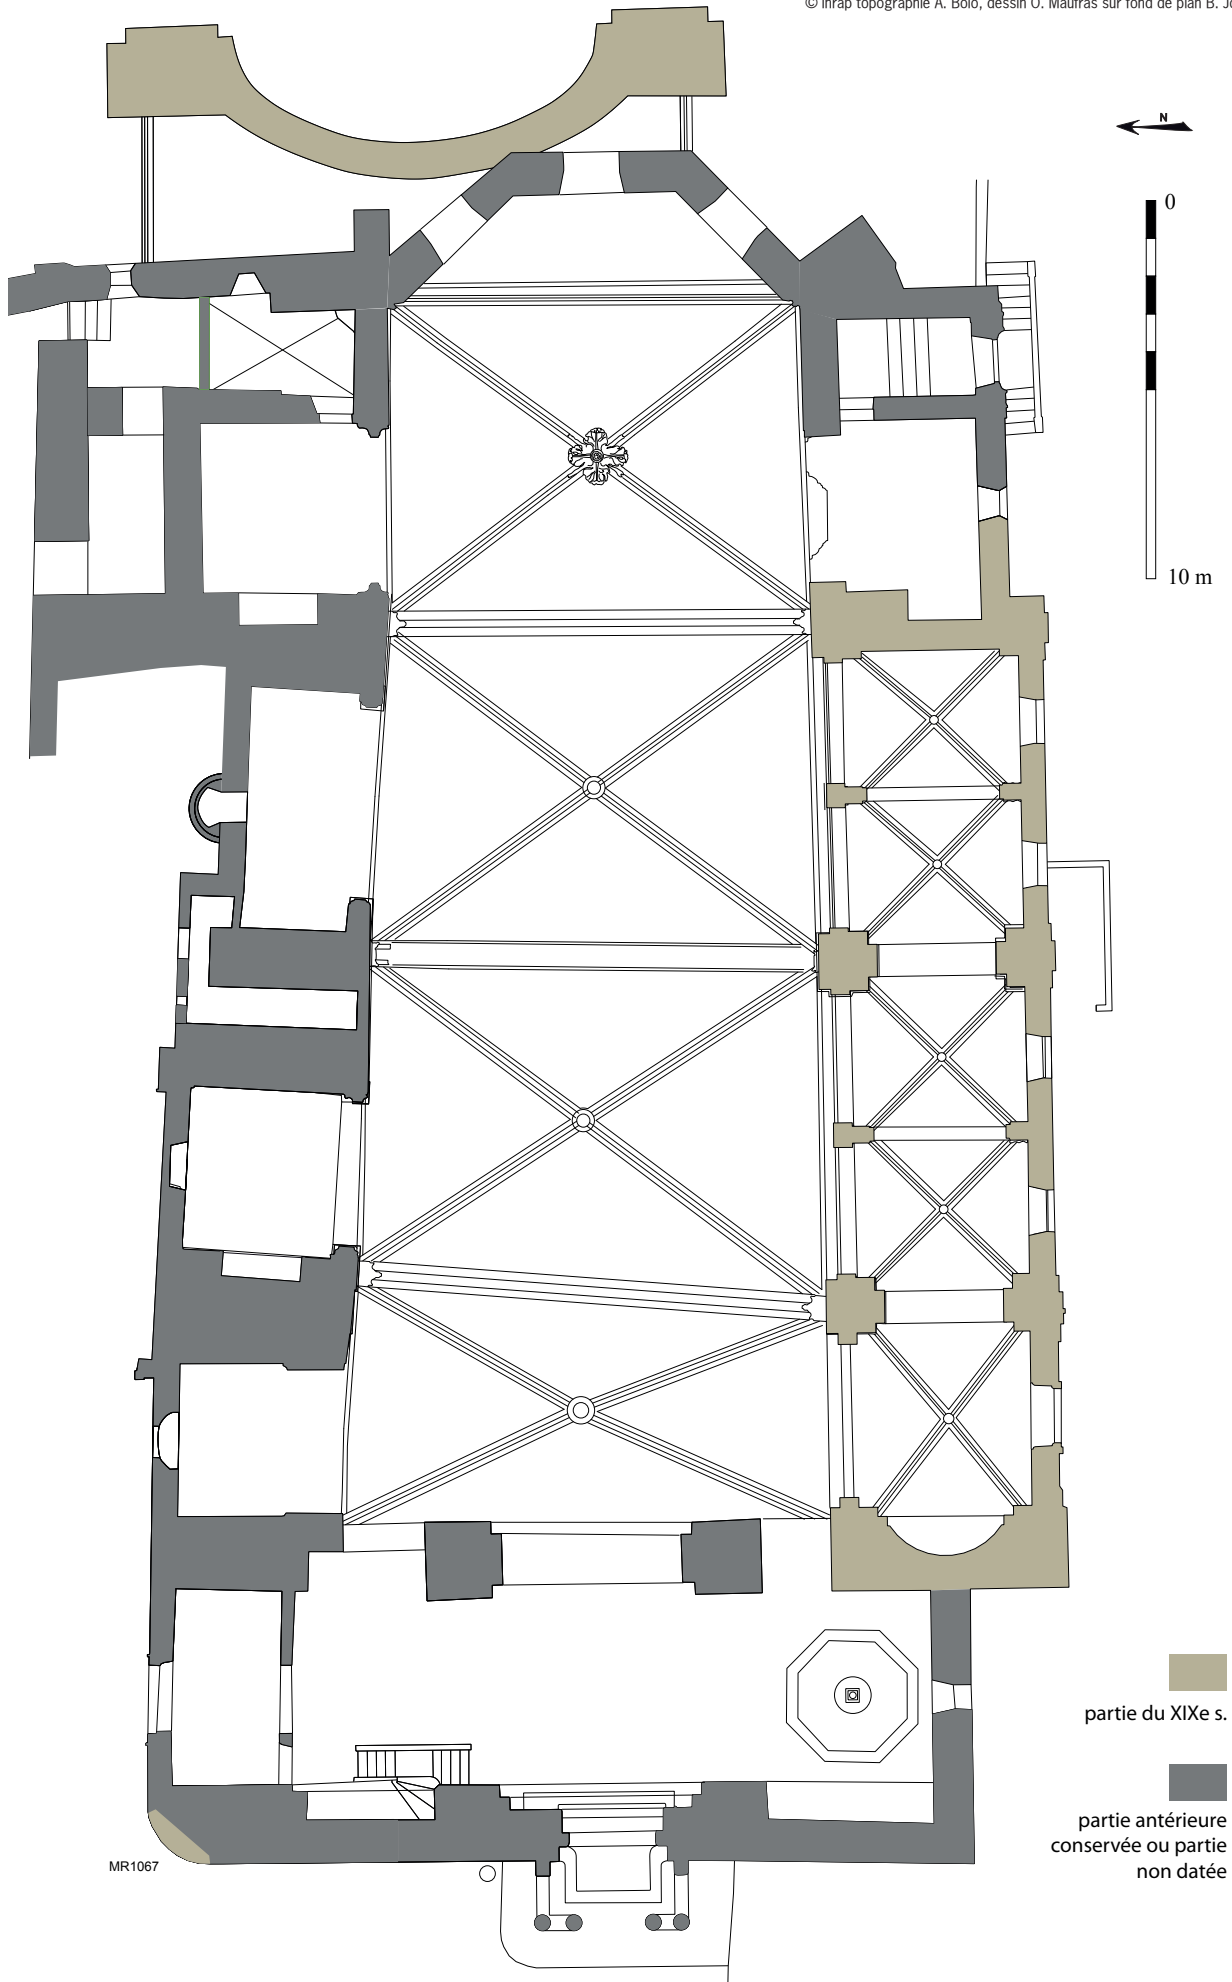 © Inrap topographie A. Bolo, dessin O. Maufras sur fond de plan B.
N
0
10 m
partie du XIXe s.
partie antérieure
conservée ou partie
non datée
MR1067